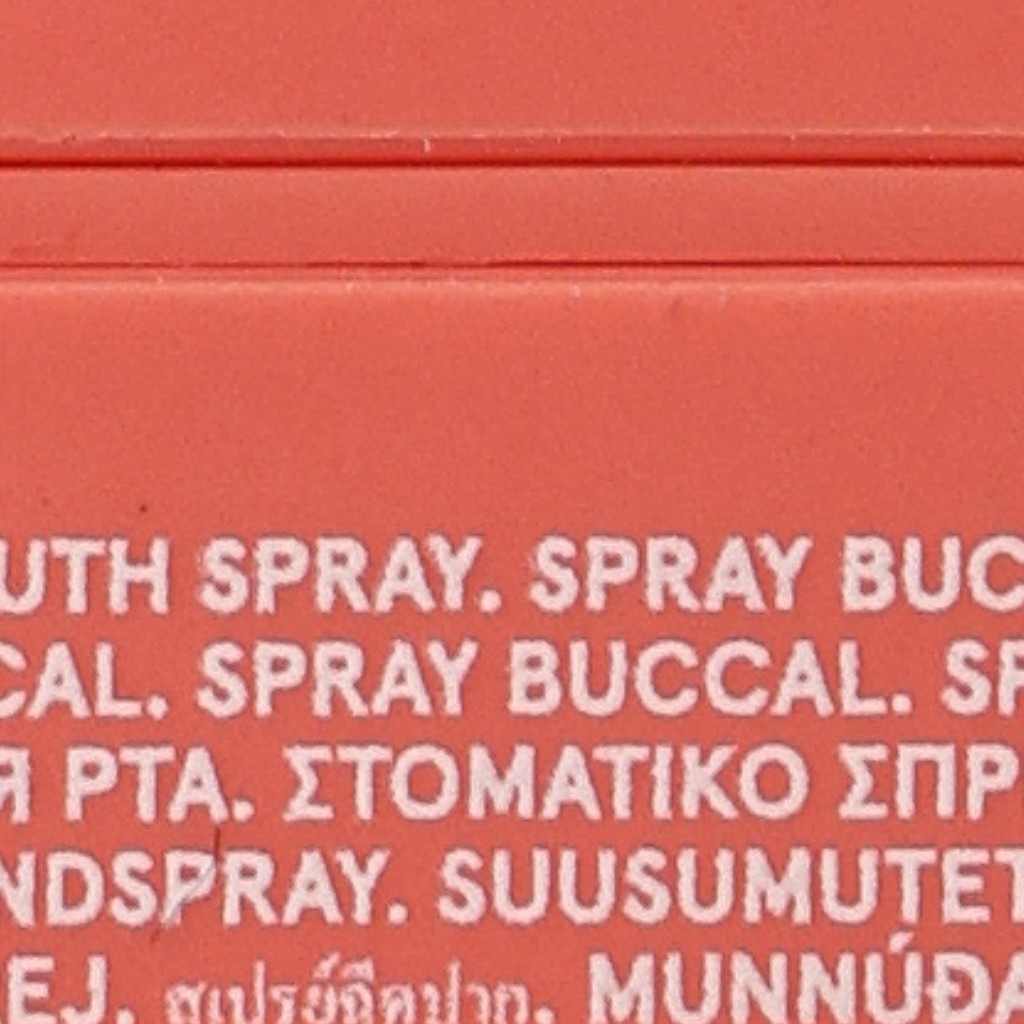 UTH SPRAY. SPRAY BUC
CAL. SPRAY BUCCAL. SP
Я РТА. ΣΤΟΜΑΤΙΚΟ ΣΠΡ
NDSPRAY. SUUSUMUTET
EJ. สเปรย์ฉีดปาก. MUNNÚÐA